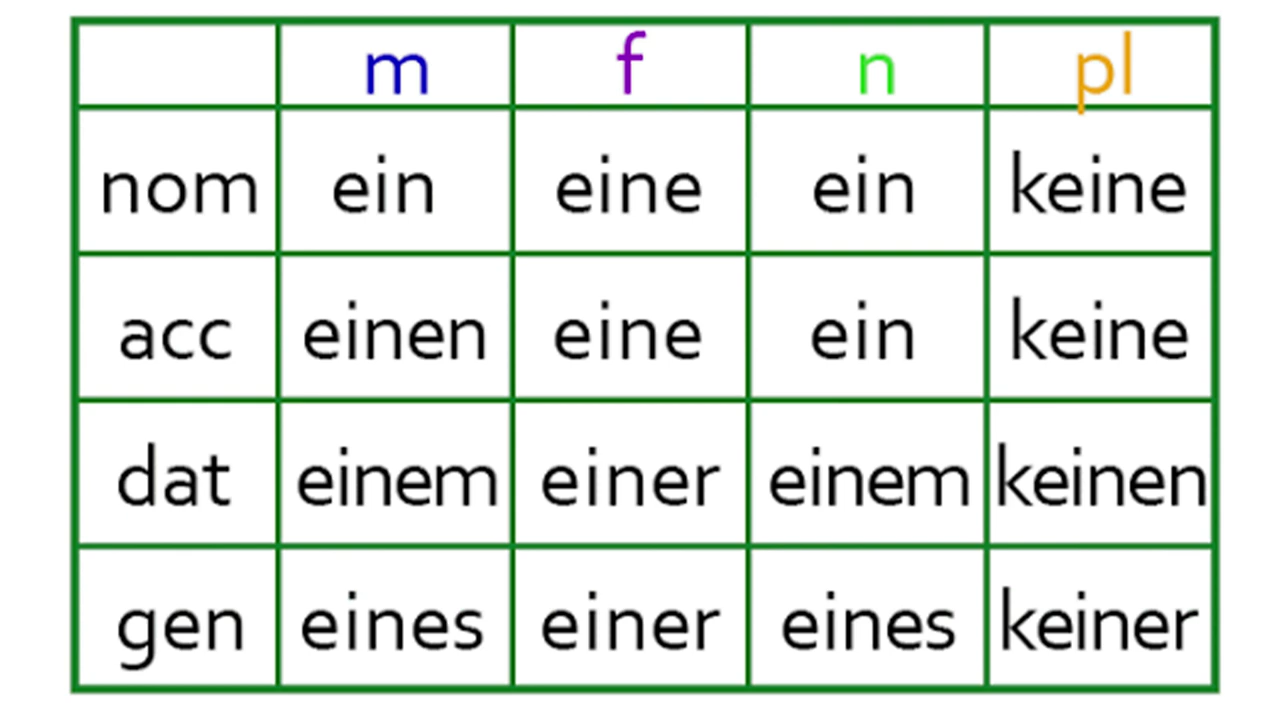 m f n pl
nom ein eine ein keine
acc einen eine ein keine
dat einem einer einem keinen
gen eines einer eines keiner